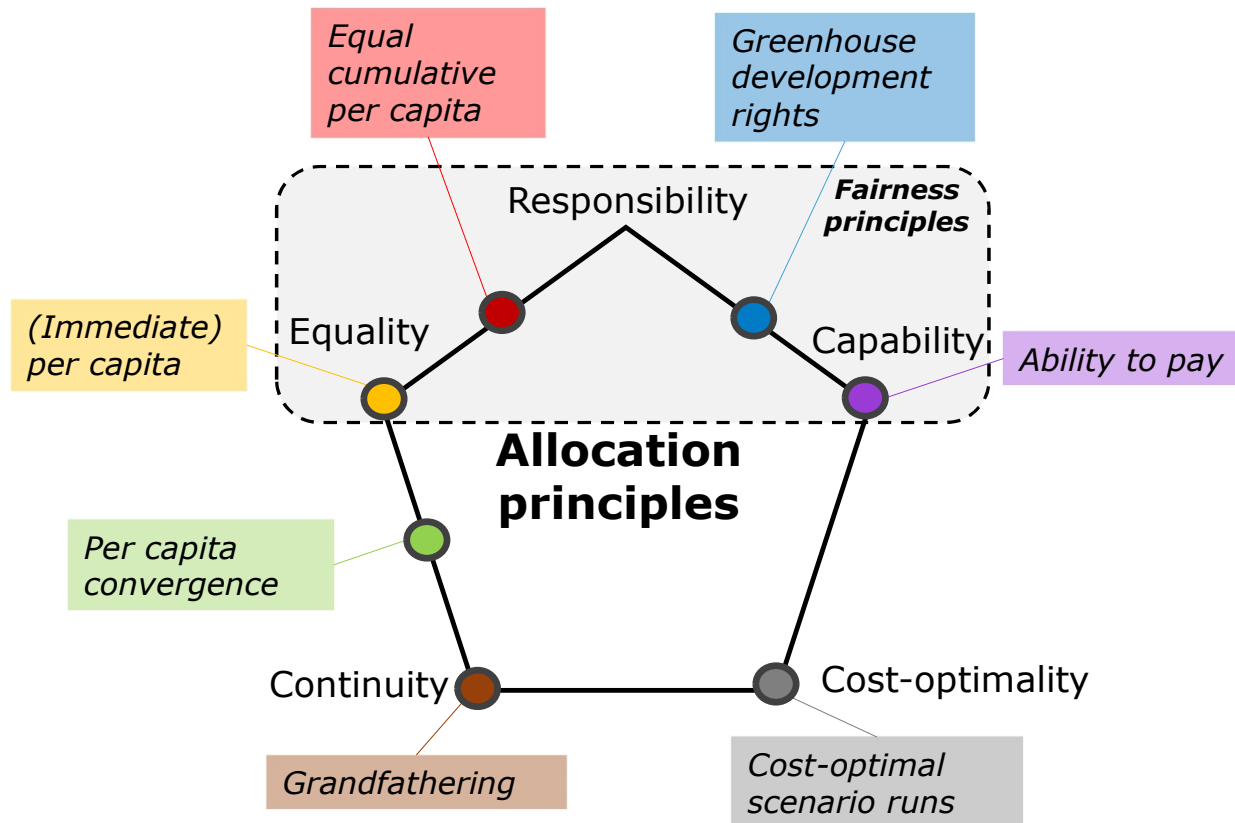 Equal
cumulative
per capita
Greenhouse
development
rights
Responsibility
Fairness
principles
(Immediate)
per capita
Equality
Capability
Ability to pay
Allocation
principles
Per capita
convergence
Continuity
Cost-optimality
Grandfathering
Cost-optimal
scenario runs